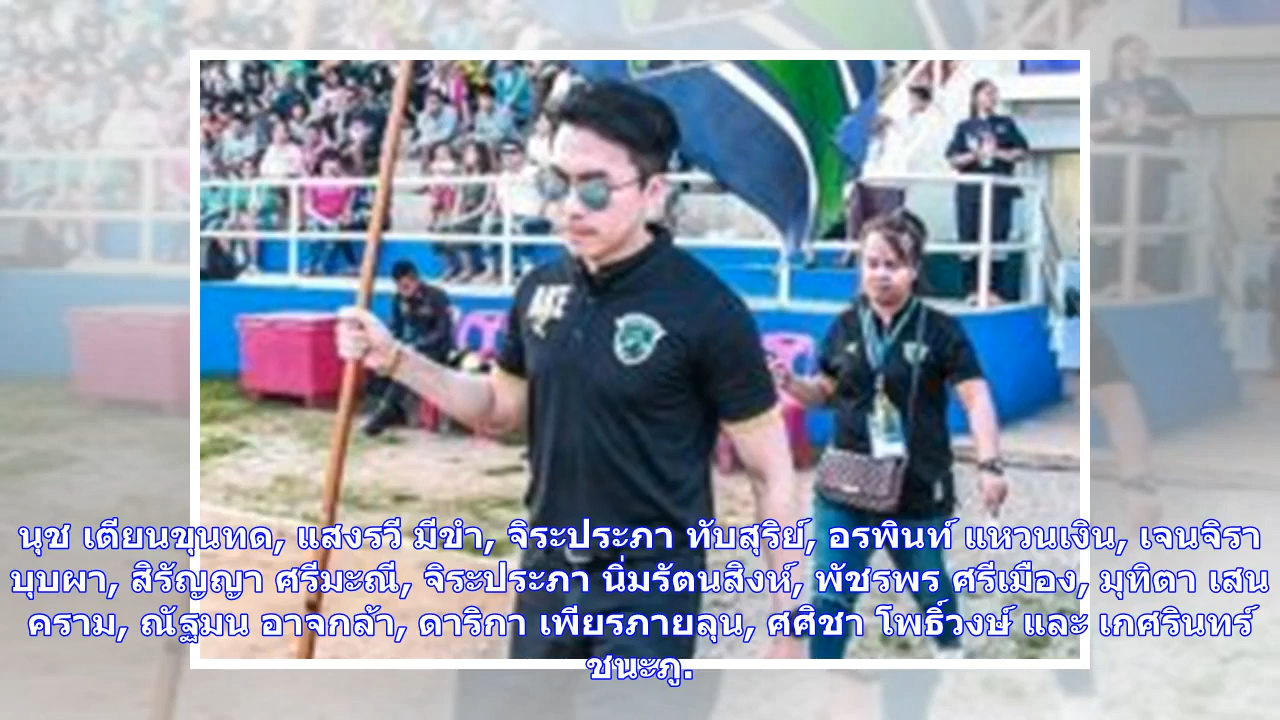 AKE
นุช เตียนขุนทด, แสงรวี มีขำ, จิระประภา ทับสุริย์, อรพินท์ แหวนเงิน, เจนจิรา
บุบผา, สิรัญญา ศรีมะณี, จิระประภา นิ่มรัตนสิงห์, พัชรพร ศรีเมือง, มุทิตา เสน
คราม, ณัฐมน อาจกล้า, ดาริกา เพียรภายลุน, ศศิชา โพธิ์วงษ์ และ เกศรินทร์
ชนะภู.